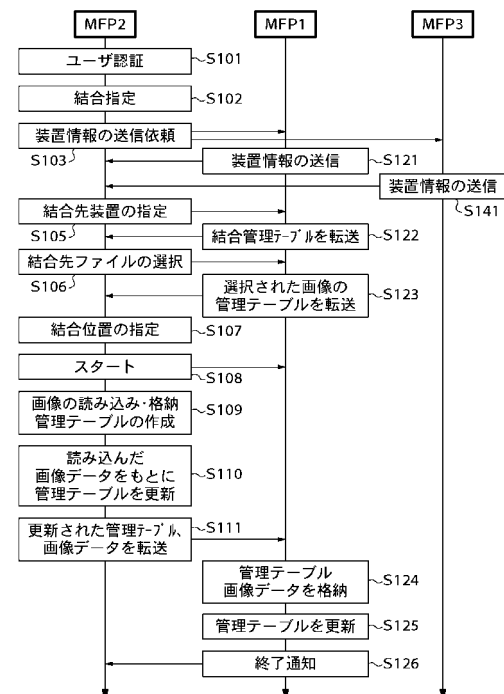 MFP2 MFP1 MFP3
ユーザ認証 S101
結合指定 S102
装置情報の送信依頼
S103 装置情報の送信 S121
装置情報の送信
S141
結合先装置の指定
S105 結合管理ﾃｰﾌﾞﾙを転送 S122
結合先ファイルの選択
S106 選択された画像の
管理テーブルを転送 S123
結合位置の指定 S107
スタート
S108
画像の読み込み・格納
管理テーブルの作成 S109
読み込んだ
画像データをもとに
管理テーブルを更新 S110
更新された管理ﾃｰﾌﾞﾙ、
画像データを転送 S111
管理テーブル
画像データを格納 S124
管理テーブルを更新 S125
終了通知 S126